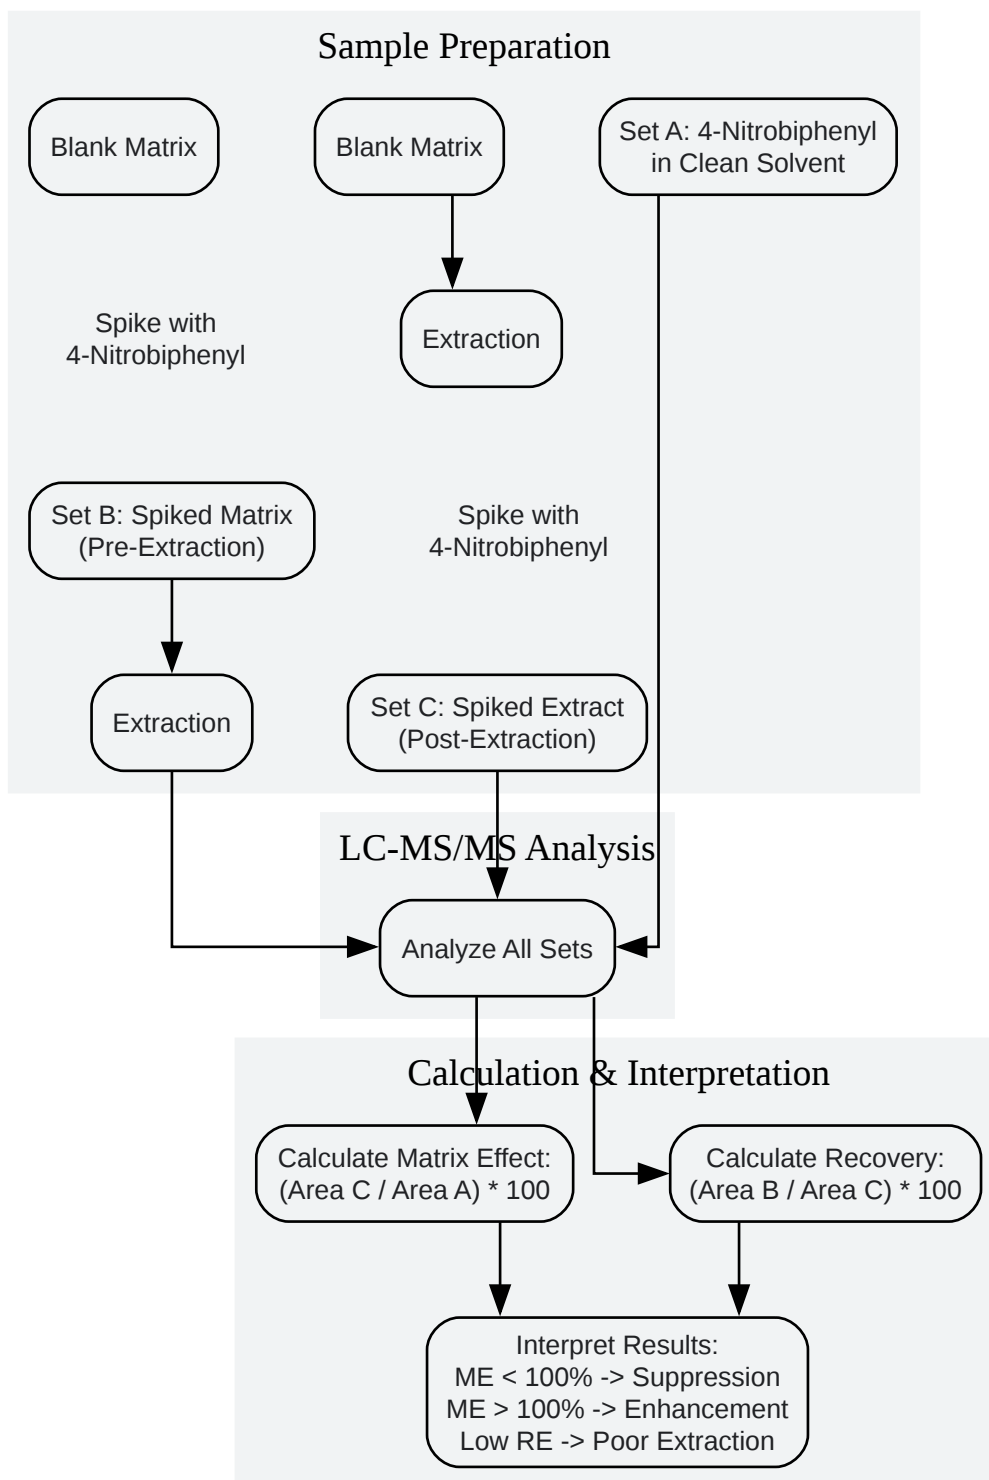 Sample Preparation
Blank Matrix
Blank Matrix
Set A: 4-Nitrobiphenyl
in Clean Solvent
Spike with
4-Nitrobiphenyl
Extraction
Set B: Spiked Matrix
(Pre-Extraction)
Spike with
4-Nitrobiphenyl
Extraction
Set C: Spiked Extract
(Post-Extraction)
LC-MS/MS Analysis
Analyze All Sets
Calculation & Interpretation
Calculate Matrix Effect:
(Area C / Area A) * 100
Calculate Recovery:
(Area B / Area C) * 100
Interpret Results:
ME < 100% -> Suppression
ME > 100% -> Enhancement
Low RE -> Poor Extraction